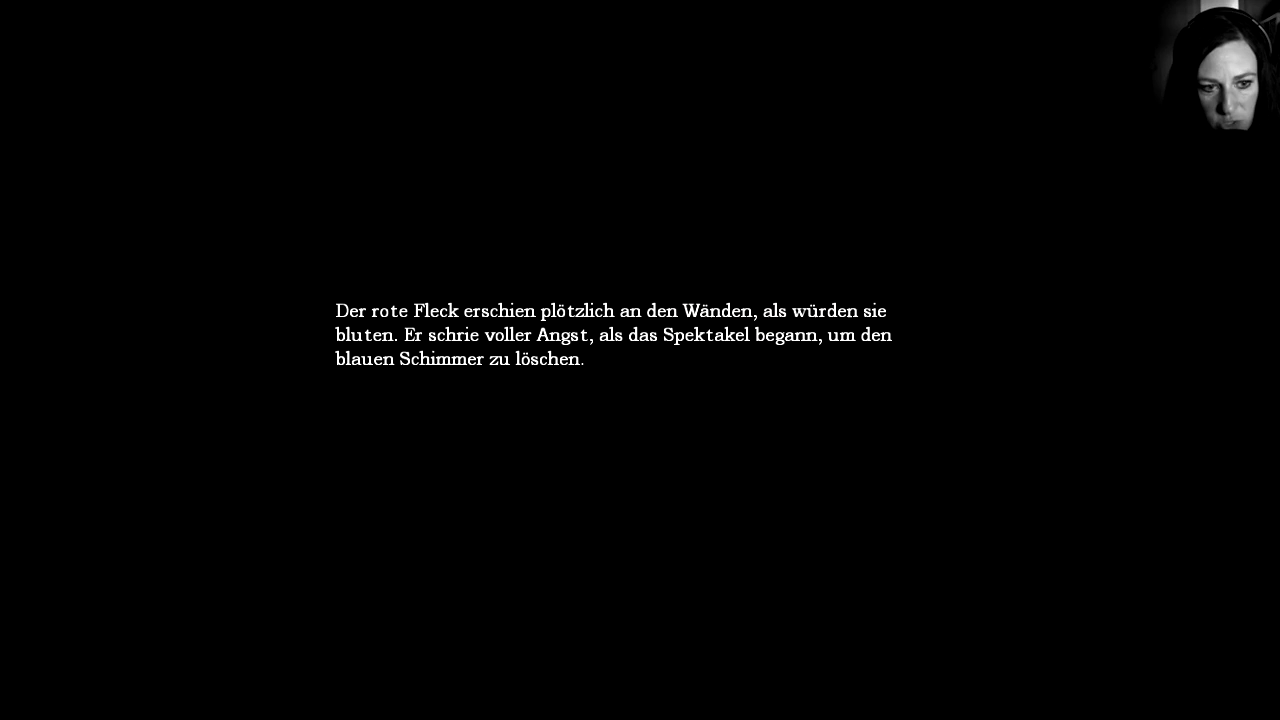 Der rote Fleck erschien plötzlich an den Wänden, als würden sie
bluten. Er schrie voller Angst, als das Spektakel begann, um den
blauen Schimmer zu löschen.